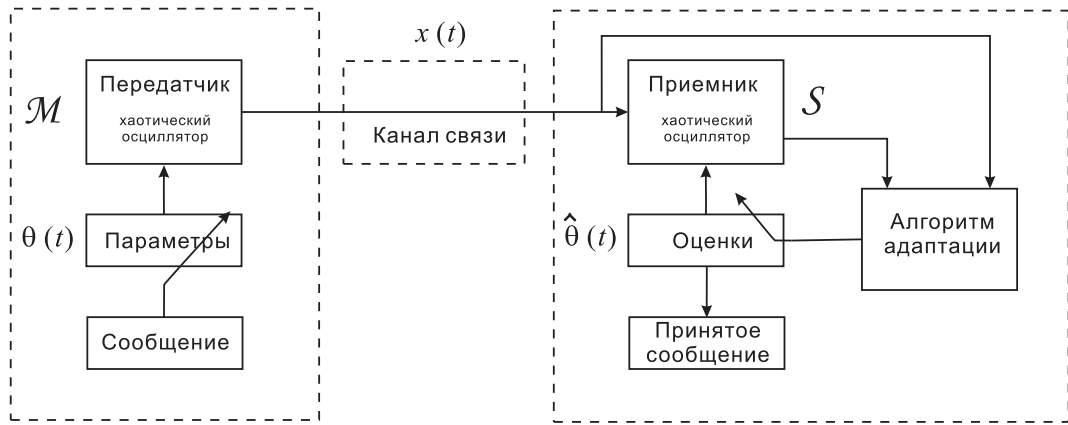 x (t)
Передатчик
хаотический
осциллятор
ℳ
Канал связи
Приемник
хаотический
осциллятор
𝒮
θ (t)
Параметры
θ̂ (t)
Оценки
Алгоритм
адаптации
Сообщение
Принятое
сообщение